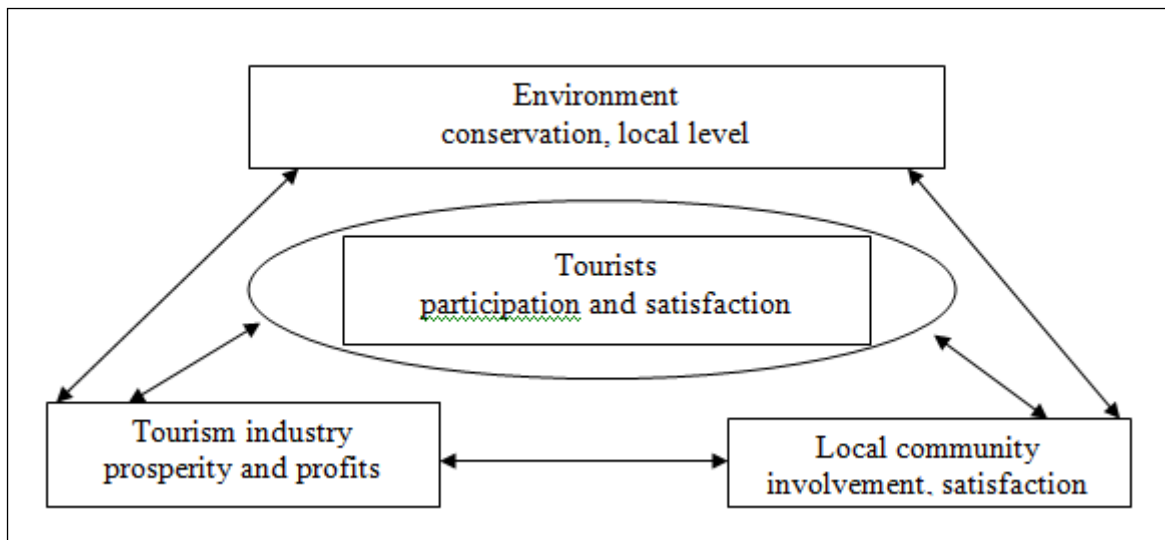 Environment
conservation, local level
Tourists
participation and satisfaction
Tourism industry
prosperity and profits
Local community
involvement, satisfaction